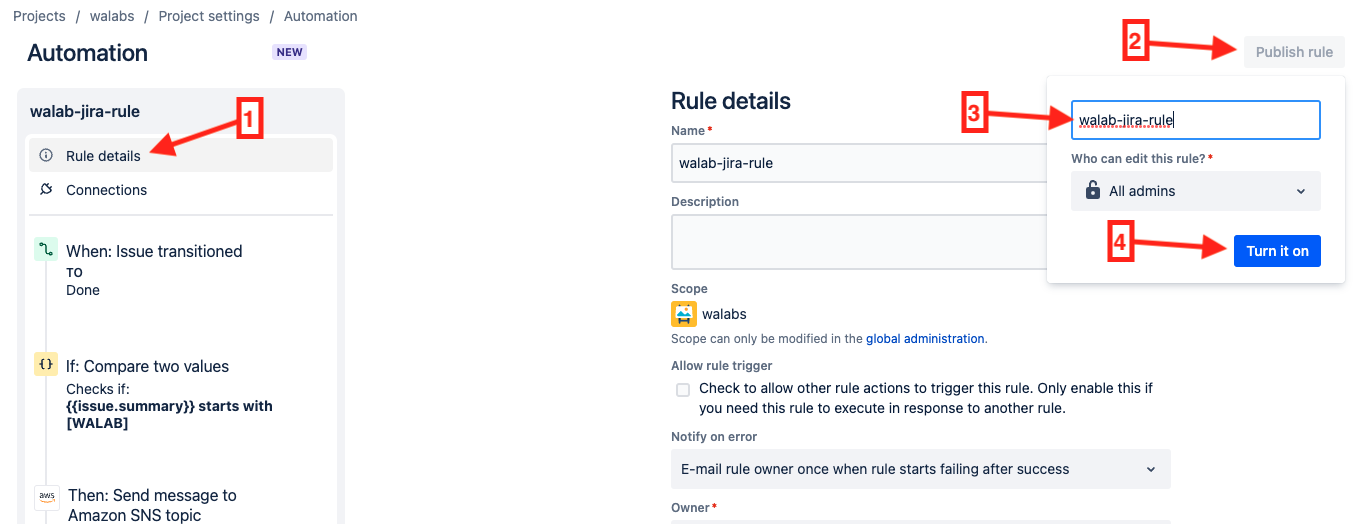 Projects / walabs / Project settings / Automation
Automation
NEW
2
Publish rule
walab-jira-rule
1
Rule details
Connections
When: Issue transitioned
TO
Done
{} If: Compare two values
Checks if:
{{issue.summary}} starts with
[WALAB]
aws Then: Send message to
Amazon SNS topic
Rule details
Name*
walab-jira-rule
Description
Scope
walabs
Scope can only be modified in the global administration.
Allow rule trigger
Check to allow other rule actions to trigger this rule. Only enable this if
you need this rule to execute in response to another rule.
Notify on error
E-mail rule owner once when rule starts failing after success
Owner*
3
walab-jira-rule
Who can edit this rule?*
All admins
4
Turn it on